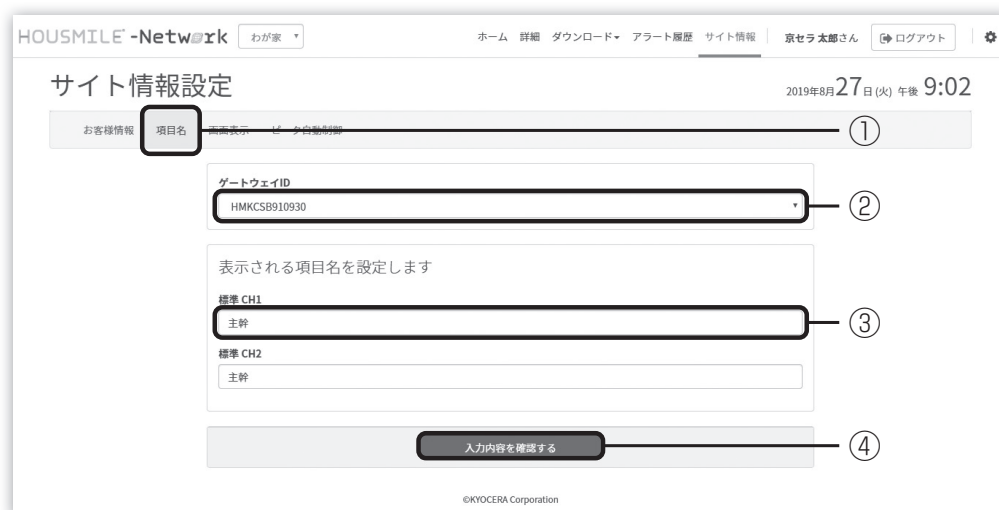 HOUSMILE -Netwərk わが家 ▼ ホーム 詳細 ダウンロード▼ アラート履歴 サイト情報 京セラ 太郎さん ログアウト
サイト情報設定 2019年8月27日(火) 午後 9:02
お客様情報 項目名 画面表示 ピーク自動制御 ①
ゲートウェイID
HMKCSB910930 ②
表示される項目名を設定します
標準 CH1
主幹 ③
標準 CH2
主幹
入力内容を確認する ④
©KYOCERA Corporation